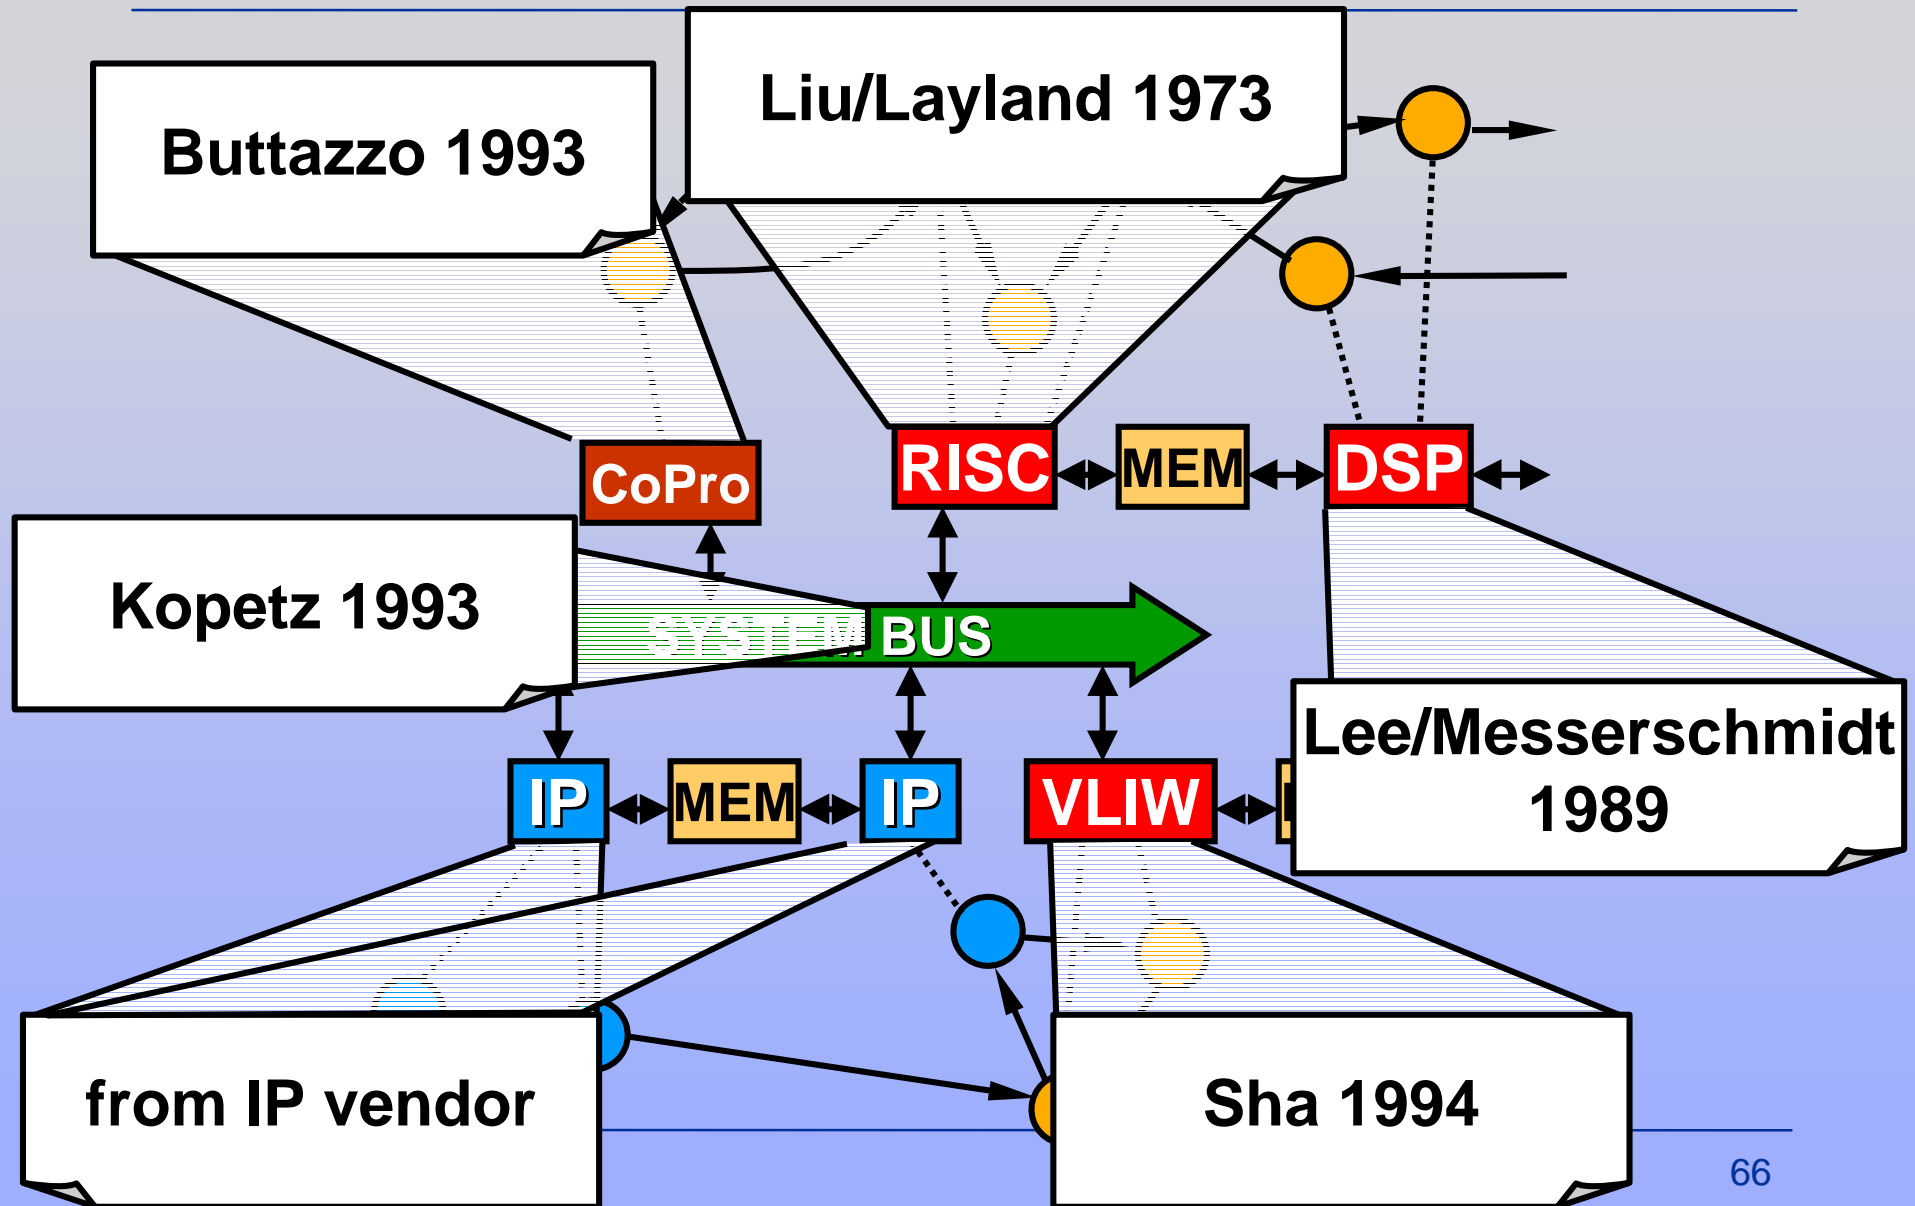 Liu/Layland 1973
Buttazzo 1993
CoPro
RISC
MEM
DSP
Kopetz 1993
SYSTEM BUS
Lee/Messerschmidt
1989
IP
MEM
IP
VLIW
from IP vendor
Sha 1994
66